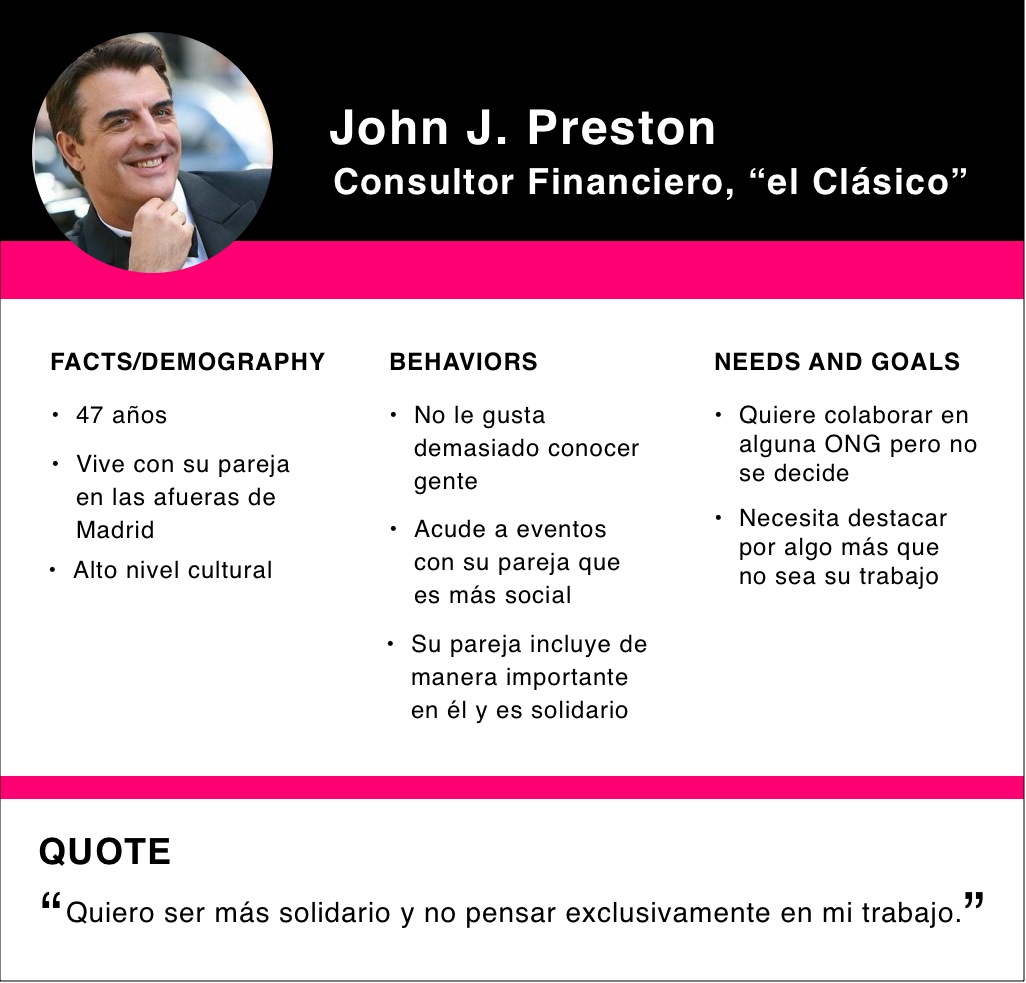 John J. Preston
Consultor Financiero, “el Clásico”
FACTS/DEMOGRAPHY
• 47 años
• Vive con su pareja
en las afueras de
Madrid
• Alto nivel cultural
BEHAVIORS
• No le gusta
demasiado conocer
gente
• Acude a eventos
con su pareja que
es más social
• Su pareja incluye de
manera importante
en él y es solidario
NEEDS AND GOALS
• Quiere colaborar en
alguna ONG pero no
se decide
• Necesita destacar
por algo más que
no sea su trabajo
QUOTE
“Quiero ser más solidario y no pensar exclusivamente en mi trabajo.”